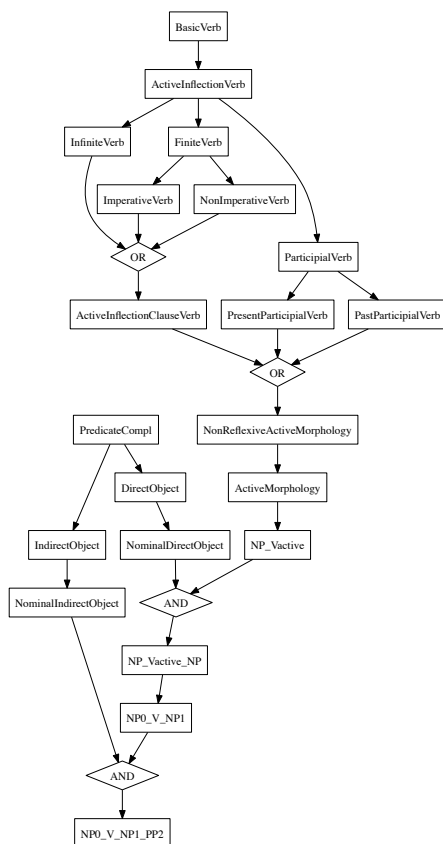 BasicVerb
ActiveInflectionVerb
InfiniteVerb
FiniteVerb
ImperativeVerb
NonImperativeVerb
OR
ParticipialVerb
ActiveInflectionClauseVerb
PresentParticipialVerb
PastParticipialVerb
OR
PredicateCompl
NonReflexiveActiveMorphology
DirectObject
ActiveMorphology
IndirectObject
NominalDirectObject
NP_Vactive
NominalIndirectObject
AND
NP_Vactive_NP
NP0_V_NP1
AND
NP0_V_NP1_PP2